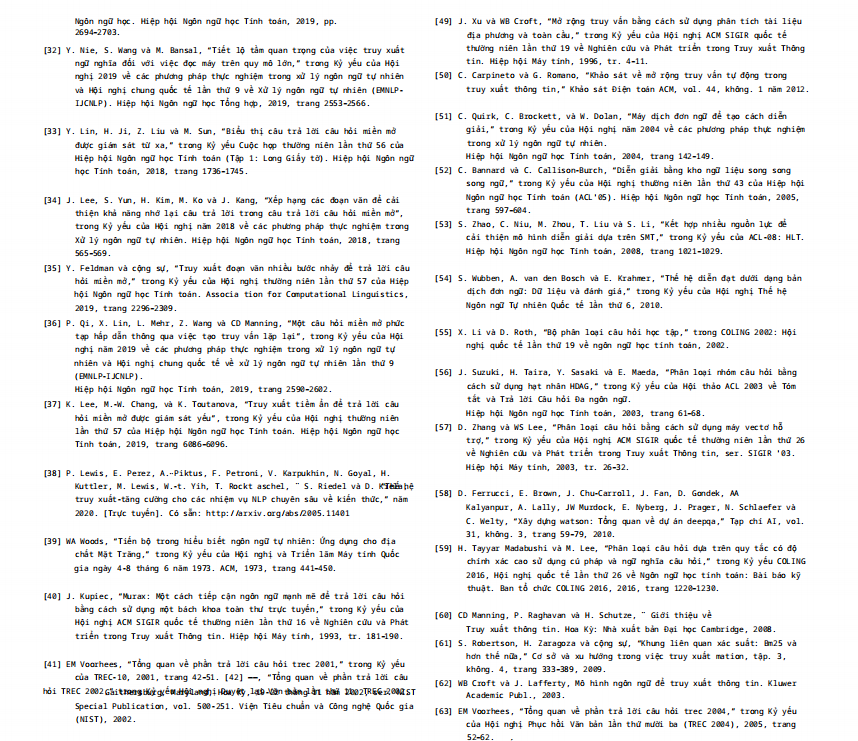 Ngôn ngữ học. Hiệp hội Ngôn ngữ học Tính toán, 2019, pp.
2694–2703.
[32] Y. Nie, S. Wang và M. Bansal, “Tiết lộ tầm quan trọng của việc truy xuất
ngữ nghĩa đối với việc đọc máy trên quy mô lớn,” trong Kỷ yếu của Hội
nghị 2019 về các phương pháp thực nghiệm trong xử lý ngôn ngữ tự nhiên
và Hội nghị chung quốc tế lần thứ 9 về Xử lý ngôn ngữ tự nhiên (EMNLP-
IJCNLP). Hiệp hội Ngôn ngữ học Tổng hợp, 2019, trang 2553–2566.
[33] Y. Lin, H. Ji, Z. Liu và M. Sun, “Biểu thị câu trả lời câu hỏi miền mở
được giám sát từ xa,” trong Kỷ yếu Cuộc họp thường niên lần thứ 56 của
Hiệp hội Ngôn ngữ học Tính toán (Tập 1: Long Giấy tờ). Hiệp hội Ngôn ngữ học
Tính toán, 2018, trang 1736–1745.
[34] J. Lee, S. Yun, H. Kim, M. Ko và J. Kang, “Xếp hạng các đoạn văn để cải
thiện khả năng nhớ lại câu trả lời trong câu trả lời câu hỏi miền mở”,
trong Kỷ yếu của Hội nghị năm 2018 về các phương pháp thực nghiệm trong
Xử lý ngôn ngữ tự nhiên. Hiệp hội Ngôn ngữ học Tính toán, 2018, trang
565–569.
[35] Y. Feldman và cộng sự, “Truy xuất đoạn văn nhiều bước nhảy để trả lời câu
hỏi miền mở,” trong Kỷ yếu của Hội nghị thường niên lần thứ 57 của Hiệp
hội Ngôn ngữ học Tính toán. Associa tion for Computational Linguistics,
2019, trang 2296–2309.
[36] P. Qi, X. Lin, L. Mehr, Z. Wang và CD Manning, “Một câu hỏi miền mở phức
tạp hấp dẫn thông qua việc tạo truy vấn lặp lại”, trong Kỷ yếu của Hội
nghị năm 2019 về các phương pháp thực nghiệm trong xử lý ngôn ngữ tự
nhiên và Hội nghị chung quốc tế về xử lý ngôn ngữ tự nhiên lần thứ 9
(EMNLP-IJCNLP).
Hiệp hội Ngôn ngữ học Tính toán, 2019, trang 2590–2602.
[37] K. Lee, M.-W. Chang, và K. Toutanova, “Truy xuất tiềm ẩn để trả lời câu
hỏi miền mở được giám sát yếu”, trong Kỷ yếu của Hội nghị thường niên
lần thứ 57 của Hiệp hội Ngôn ngữ học Tính toán. Hiệp hội Ngôn ngữ học
Tính toán, 2019, trang 6086–6096.
[38] P. Lewis, E. Perez, A. Piktus, F. Petroni, V. Karpukhin, N. Goyal, H.
Kuttler, M. Lewis, W.-t. Yih, T. Rockt aschel, ¨ S. Riedel và D.
truy xuất-tăng cường cho các nhiệm vụ NLP chuyên sâu về kiến thức,” năm
2020. [Trực tuyến]. Có sẵn: http://arxiv.org/abs/2005.11401
[39] WA Woods, “Tiến bộ trong hiểu biết ngôn ngữ tự nhiên: Ứng dụng cho địa
chất Mặt Trăng,” trong Kỷ yếu của Hội nghị và Triển lãm Máy tính Quốc
gia ngày 4-8 tháng 6 năm 1973. ACM, 1973, trang 441–450.
[40] J. Kupiec, “Murax: Một cách tiếp cận ngôn ngữ mạnh mẽ để trả lời câu hỏi
bằng cách sử dụng một bách khoa toàn thư trực tuyến,” trong Kỷ yếu của
Hội nghị ACM SIGIR quốc tế thường niên lần thứ 16 về Nghiên cứu và Phát
triển trong Truy xuất Thông tin. Hiệp hội Máy tính, 1993, tr. 181–190.
[41] EM Voorhees, “Tổng quan về phần trả lời câu hỏi trec 2001,” trong Kỷ yếu
của TREC-10, 2001, trang 42–51. [42] ——, “Tổng quan về phần trả lời câu
hỏi TREC 2002,” NIST
Special Publication, vol. 500-251. Viện Tiêu chuẩn và Công nghệ Quốc gia
(NIST), 2002.
[49] J. Xu và WB Croft, “Mở rộng truy vấn bằng cách sử dụng phân tích tài liệu
địa phương và toàn cầu,” trong Kỷ yếu của Hội nghị ACM SIGIR quốc tế
thường niên lần thứ 19 về Nghiên cứu và Phát triển trong Truy xuất Thông
tin. Hiệp hội Máy tính, 1996, tr. 4–11.
[50] C. Carpineto và G. Romano, “Khảo sát về mở rộng truy vấn tự động trong
truy xuất thông tin,” Khảo sát Điện toán ACM, vol. 44, không. 1 năm 2012.
[51] C. Quirk, C. Brockett, và W. Dolan, “Máy dịch đơn ngữ để tạo cách diễn
giải,” trong Kỷ yếu của Hội nghị năm 2004 về các phương pháp thực nghiệm
trong xử lý ngôn ngữ tự nhiên.
Hiệp hội Ngôn ngữ học Tính toán, 2004, trang 142–149.
[52] C. Bannard và C. Callison-Burch, “Diễn giải bằng kho ngữ liệu song song
song ngữ,” trong Kỷ yếu của Hội nghị thường niên lần thứ 43 của Hiệp hội
Ngôn ngữ học Tính toán (ACL’05). Hiệp hội Ngôn ngữ học Tính toán, 2005,
trang 597–604.
[53] S. Zhao, C. Niu, M. Zhou, T. Liu và S. Li, “Kết hợp nhiều nguồn lực để
cải thiện mô hình diễn giải dựa trên SMT,” trong Kỷ yếu của ACL-08: HLT.
Hiệp hội Ngôn ngữ học Tính toán, 2008, trang 1021–1029.
[54] S. Wubben, A. van den Bosch và E. Krahmer, “Thế hệ diễn đạt dưới dạng bản
dịch đơn ngữ: Dữ liệu và đánh giá,” trong Kỷ yếu của Hội nghị Thế hệ
Ngôn ngữ Tự nhiên Quốc tế lần thứ 6, 2010.
[55] X. Li và D. Roth, “Bộ phân loại câu hỏi học tập,” trong COLING 2002: Hội
nghị quốc tế lần thứ 19 về ngôn ngữ học tính toán, 2002.
[56] J. Suzuki, H. Taira, Y. Sasaki và E. Maeda, “Phân loại nhóm câu hỏi bằng
cách sử dụng hạt nhân HDAG,” trong Kỷ yếu của Hội thảo ACL 2003 về Tóm
tắt và Trả lời Câu hỏi Đa ngôn ngữ.
Hiệp hội Ngôn ngữ học Tính toán, 2003, trang 61–68.
[57] D. Zhang và WS Lee, “Phân loại câu hỏi bằng cách sử dụng máy vectơ hỗ
trợ,” trong Kỷ yếu của Hội nghị ACM SIGIR quốc tế thường niên lần thứ 26
về Nghiên cứu và Phát triển trong Truy xuất Thông tin, ser. SIGIR ’03.
Hiệp hội Máy tính, 2003, tr. 26–32.
[58] D. Ferrucci, E. Brown, J. Chu-Carroll, J. Fan, D. Gondek, AA
Kalyanpur, A. Lally, JW Murdock, E. Nyberg, J. Prager, N. Schlaefer và
C. Welty, “Xây dựng watson: Tổng quan về dự án deepqa,” Tạp chí AI, vol.
31, không. 3, trang 59–79, 2010.
[59] H. Tayyar Madabushi và M. Lee, “Phân loại câu hỏi dựa trên quy tắc có độ
chính xác cao sử dụng cú pháp và ngữ nghĩa câu hỏi,” trong Kỷ yếu COLING
2016, Hội nghị quốc tế lần thứ 26 về Ngôn ngữ học tính toán: Bài báo kỹ
thuật. Ban tổ chức COLING 2016, 2016, trang 1220–1230.
[60] CD Manning, P. Raghavan và H. Schutze, ¨ Giới thiệu về
Truy xuất thông tin. Hoa Kỳ: Nhà xuất bản Đại học Cambridge, 2008.
[61] S. Robertson, H. Zaragoza và cộng sự, “Khung liên quan xác suất: Bm25 và
hơn thế nữa,” Cơ sở và xu hướng trong việc truy xuất mation, tập. 3,
không. 4, trang 333–389, 2009.
[62] WB Croft và J. Lafferty, Mô hình ngôn ngữ để truy xuất thông tin. Kluwer
Academic Publ., 2003.
[63] EM Voorhees, “Tổng quan về phần trả lời câu hỏi trec 2004,” trong Kỷ yếu
của Hội nghị Phục hồi Văn bản lần thứ mười ba (TREC 2004), 2005, trang
52–62.